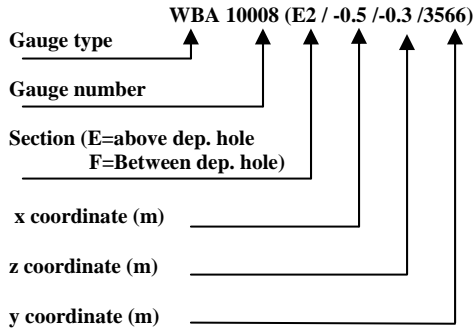 WBA 10008 (E2 / -0.5 /-0.3 /3566)
Gauge type
Gauge number
Section (E=above dep. hole
F=Between dep. hole)
x coordinate (m)
z coordinate (m)
y coordinate (m)